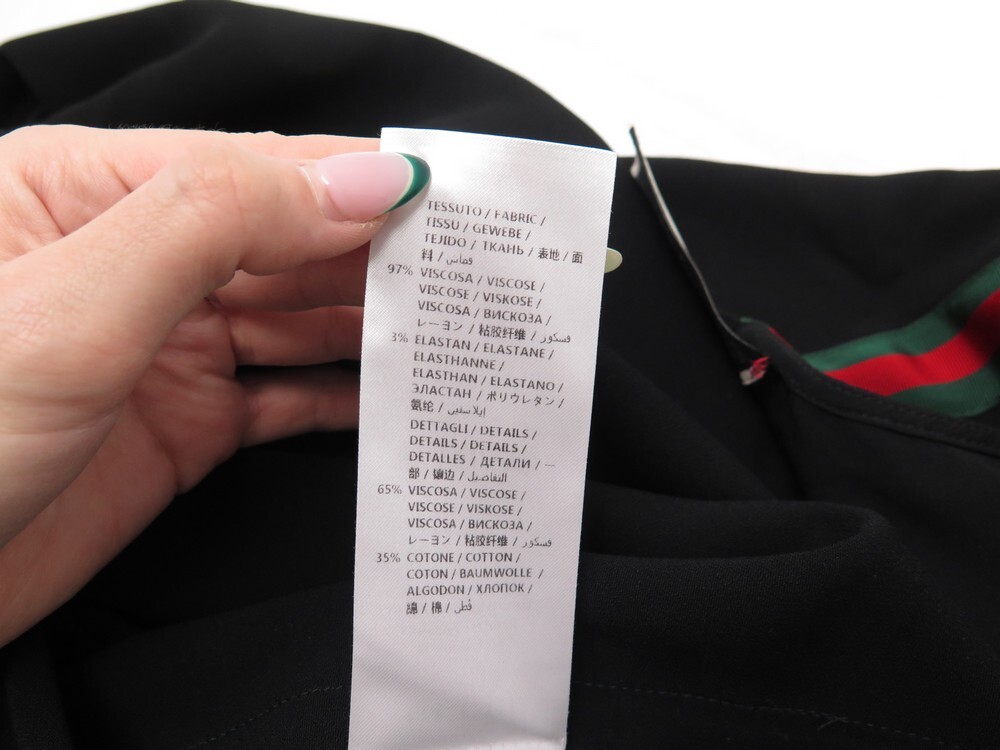 TESSUTO / FABRIC /
TISSU / GEWEBE /
TEJIDO / ТКАНЬ / 表地 / 面
料 / قماش
97% VISCOSA / VISCOSE /
VISCOSE / VISKOSE /
VISCOSA / ВИСКОЗА /
レーヨン / 粘胶纤维 / فسكوز
3% ELASTAN / ELASTANE /
ELASTHANNE /
ELASTHAN / ELASTANO /
ЭЛАСТАН / ポリウレタン /
氨纶 / إيلاستين
DETTAGLI / DETAILS /
DETAILS / DETAILS /
DETALLES / ДЕТАЛИ / 一
部 / 镶边 / التفاصيل
65% VISCOSA / VISCOSE /
VISCOSE / VISKOSE /
VISCOSA / ВИСКОЗА /
レーヨン / 粘胶纤维 / فسكوز
35% COTONE / COTTON /
COTON / BAUMWOLLE /
ALGODON / ХЛОПОК /
綿 / 棉 / قطن